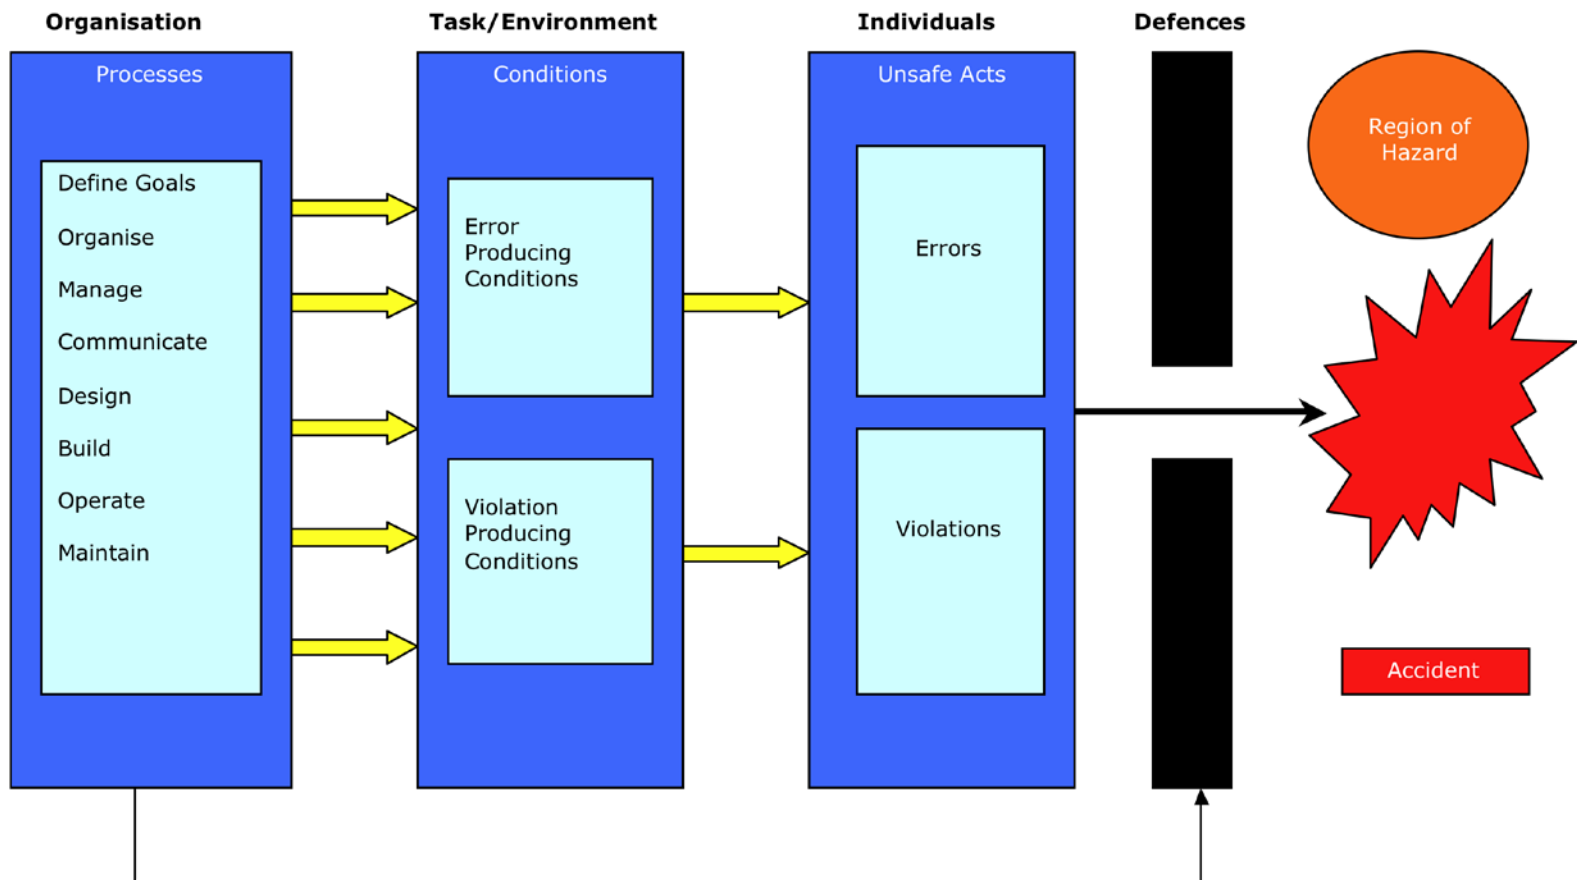 Organisation
Task/Environment
Individuals
Defences
Processes
Conditions
Unsafe Acts
Define Goals
Organise
Manage
Communicate
Design
Build
Operate
Maintain
Error
Producing
Conditions
Violation
Producing
Conditions
Errors
Violations
Region of
Hazard
Accident